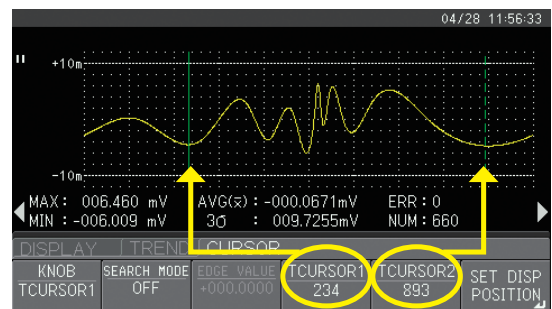 04/28 11:56:33
+10m
-10m
MAX: 006.460 mV AVG(x̅): -000.0671mV ERR: 0
MIN: -006.009 mV 3σ : 009.7255mV NUM: 660
DISPLAY TREND CURSOR
KNOB SEARCH MODE EDGE VALUE TCURSOR1 TCURSOR2 SET DISP
TCURSOR1 OFF +000.0000 234 893 POSITION